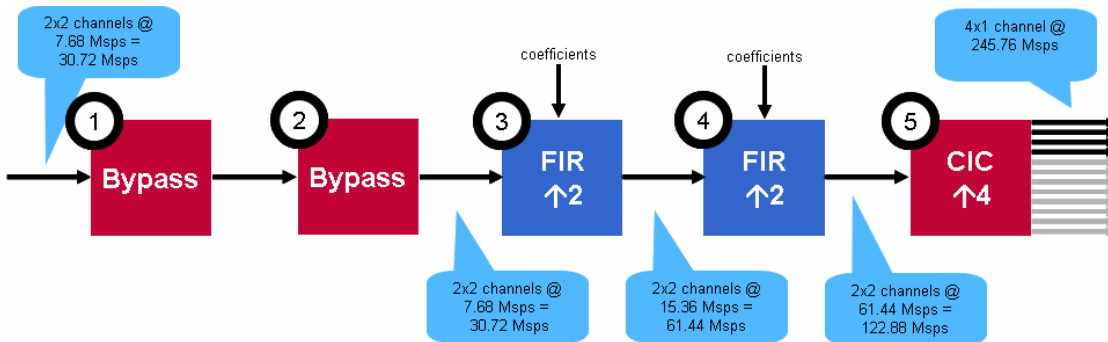 2x2 channels @
7.68 Msps =
30.72 Msps
4x1 channel @
245.76 Msps
coefficients
coefficients
1
2
3
4
5
Bypass
Bypass
FIR
↑2
FIR
↑2
CIC
↑4
2x2 channels @
7.68 Msps =
30.72 Msps
2x2 channels @
15.36 Msps =
61.44 Msps
2x2 channels @
61.44 Msps =
122.88 Msps